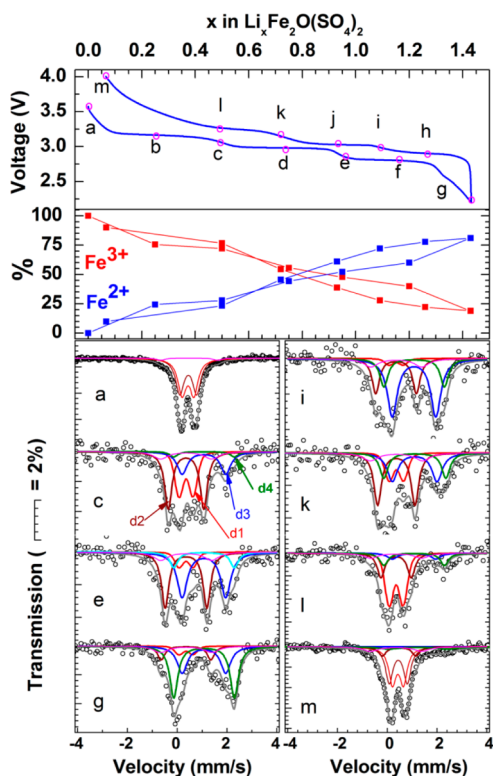 x in LiₓFe₂O(SO₄)₂
0.0 0.2 0.4 0.6 0.8 1.0 1.2 1.4
Voltage (V)
4.0
3.5
3.0
2.5
m
a
l
k
j
i
h
b
c
d
e
f
g
%
100
75
50
25
0
Fe³⁺
Fe²⁺
Transmission ( = 2%)
a
i
c
d4
d2
d3
d1
k
e
l
g
m
-4 -2 0 2 4 -4 -2 0 2 4
Velocity (mm/s) Velocity (mm/s)